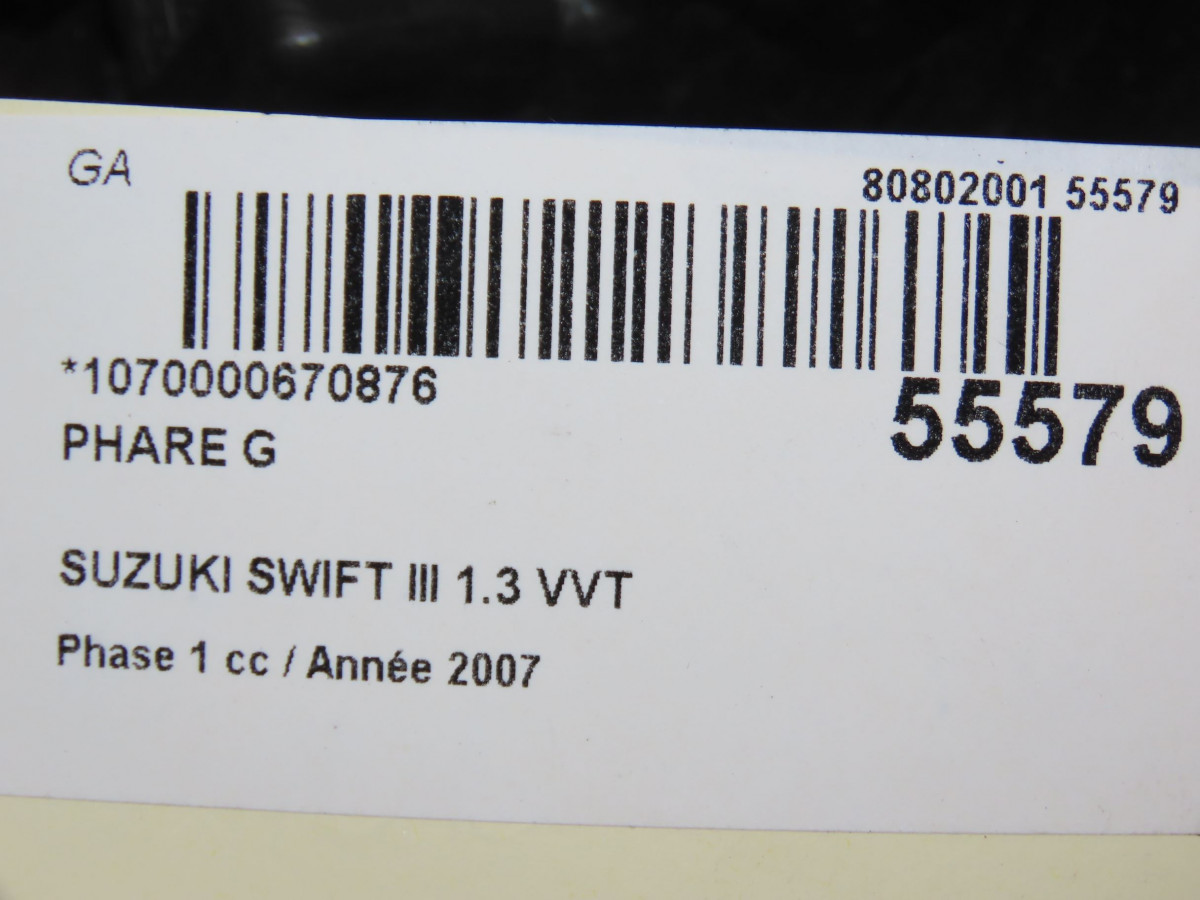 GA
80802001 55579
*1070000670876
55579
PHARE G
SUZUKI SWIFT III 1.3 VVT
Phase 1 cc / Année 2007